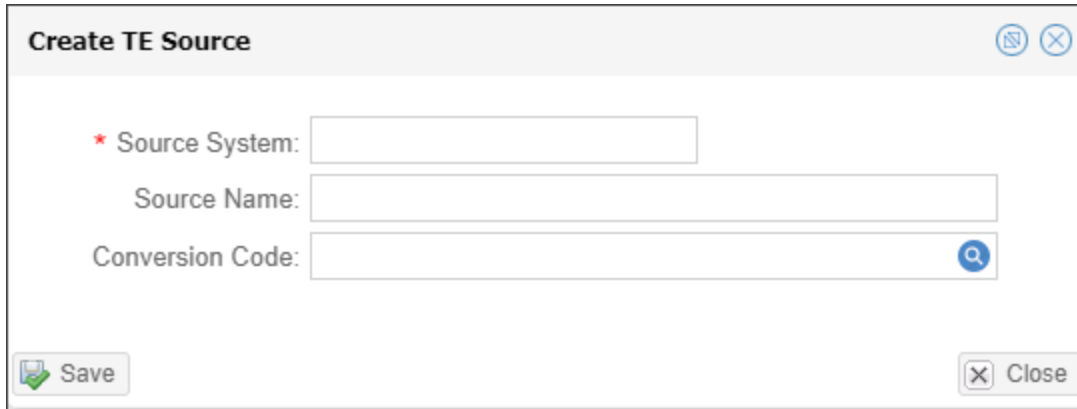 Create TE Source
* Source System:
Source Name:
Conversion Code:
Save
Close